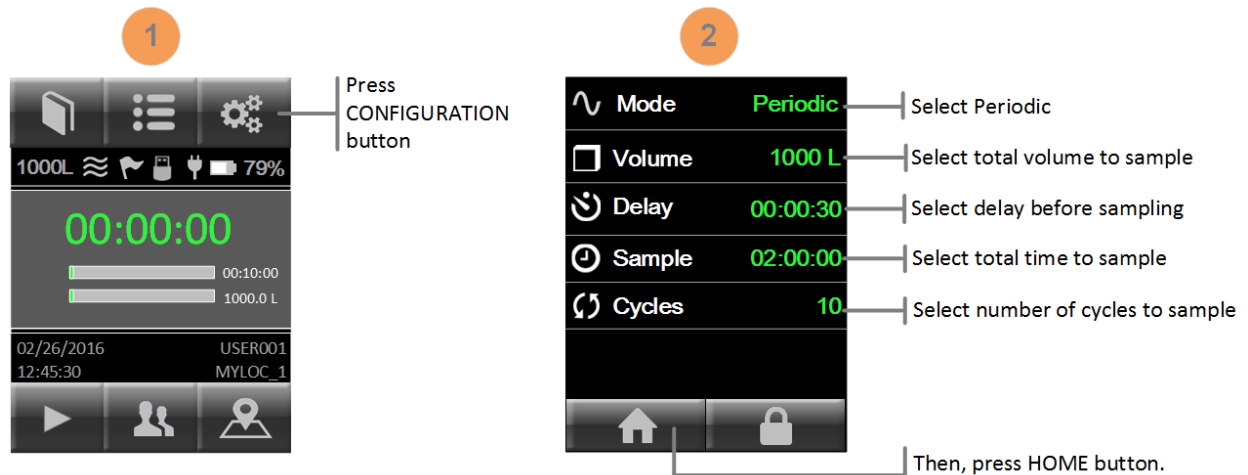 1
Press
CONFIGURATION
button
1000L 79%
00:00:00
00:10:00
1000.0 L
02/26/2016 USER001
12:45:30 MYLOC_1
2
Mode Periodic
Select Periodic
Volume 1000 L
Select total volume to sample
Delay 00:00:30
Select delay before sampling
Sample 02:00:00
Select total time to sample
Cycles 10
Select number of cycles to sample
Then, press HOME button.